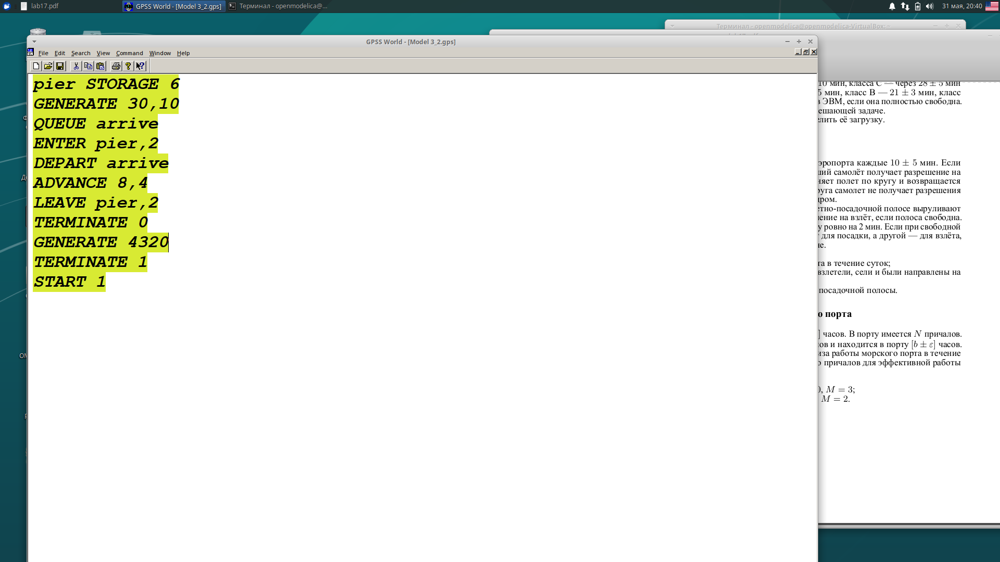 lab17.pdf
GPSS World - [Model 3_2.gps]
Терминал - openmodelica@...
31 мая, 20:40
Терминал - openmodelica@openmodelica-VirtualBox: ~
GPSS World - [Model 3_2.gps]
File Edit Search View Command Window Help
pier STORAGE 6
GENERATE 30,10
QUEUE arrive
ENTER pier,2
DEPART arrive
ADVANCE 8,4
LEAVE pier,2
TERMINATE 0
GENERATE 4320
TERMINATE 1
START 1
10 мин, класса C — через 28 ± 5 мин
5 мин, класс B — 21 ± 3 мин, класс
в ЭВМ, если она полностью свободна.
ешающей задаче.
елить её загрузку.
эропорта каждые 10 ± 5 мин. Если
ший самолёт получает разрешение на
няет полет по кругу и возвращается
руга самолет не получает разрешения
дром.
етно-посадочной полосе выруливают
ление на взлёт, если полоса свободна.
у ровно на 2 мин. Если при свободной
для посадки, а другой — для взлёта,
не.
та в течение суток;
взлетели, сели и были направлены на
посадочной полосы.
о порта
] часов. В порту имеется N причалов.
ов и находится в порту [b ± ε] часов.
иза работы морского порта в течение
о причалов для эффективной работы
0, M = 3;
M = 2.